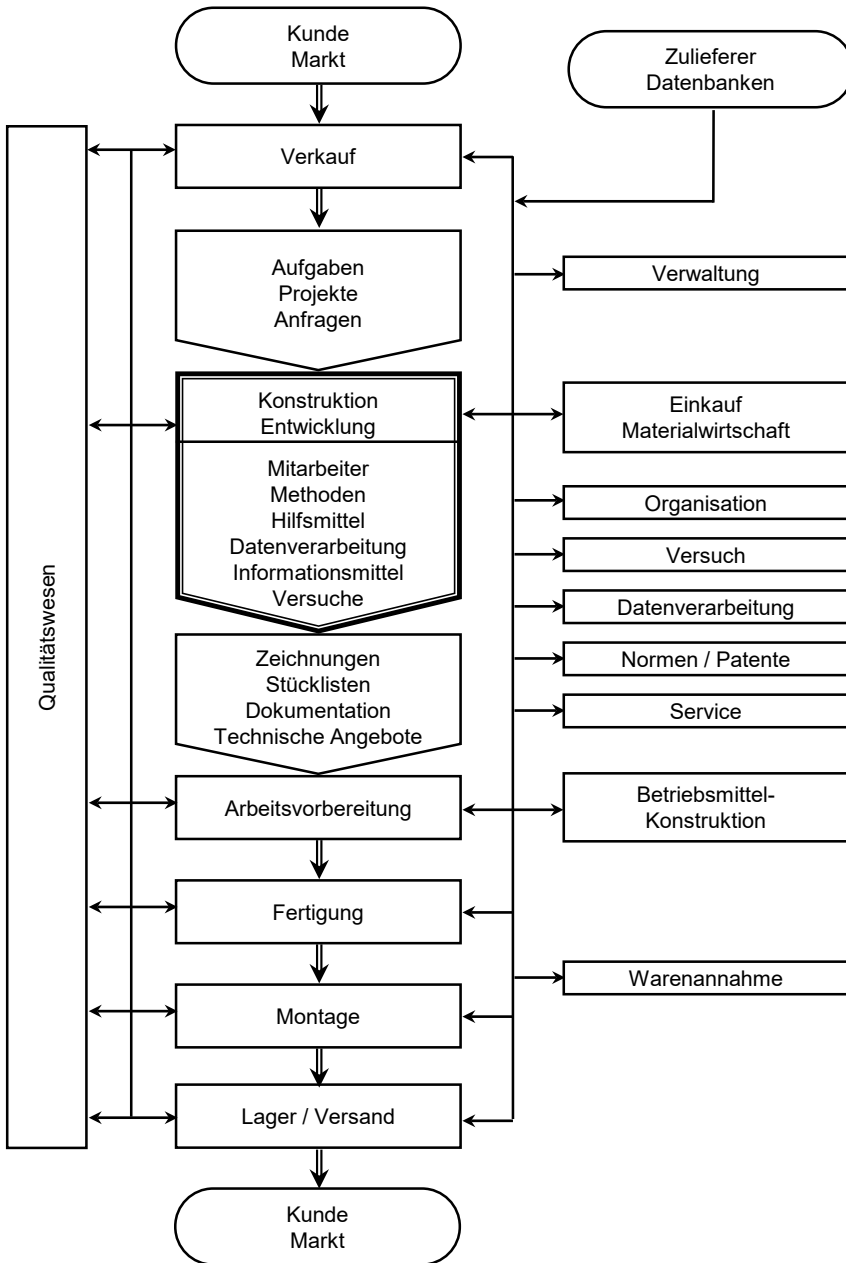 Kunde
Markt
Zulieferer
Datenbanken
Verkauf
Aufgaben
Projekte
Anfragen
Verwaltung
Konstruktion
Entwicklung
Einkauf
Materialwirtschaft
Mitarbeiter
Methoden
Hilfsmittel
Datenverarbeitung
Informationsmittel
Versuche
Organisation
Versuch
Datenverarbeitung
Normen / Patente
Service
Qualitätswesen
Zeichnungen
Stücklisten
Dokumentation
Technische Angebote
Arbeitsvorbereitung
Betriebsmittel-
Konstruktion
Fertigung
Warenannahme
Montage
Lager / Versand
Kunde
Markt